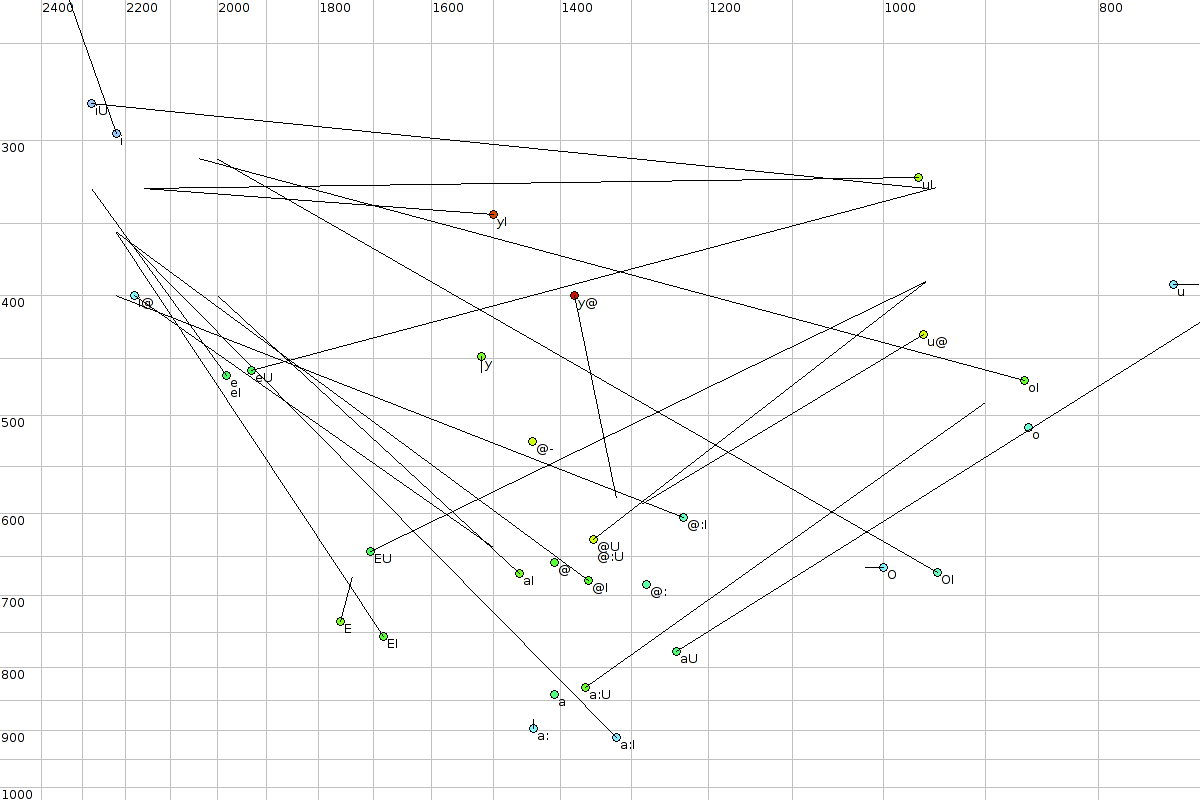 2400 2200 2000 1800 1600 1400 1200 1000 800
iU
i
300
uI
yI
400
i@
y@
u
u@
y
e
eU
eI
oI
500
@-
o
600
@:I
@U
@:U
EU
@
aI
@I
@:
O
OI
700
E
EI
aU
800
a:U
a
900
a:
a:I
1000